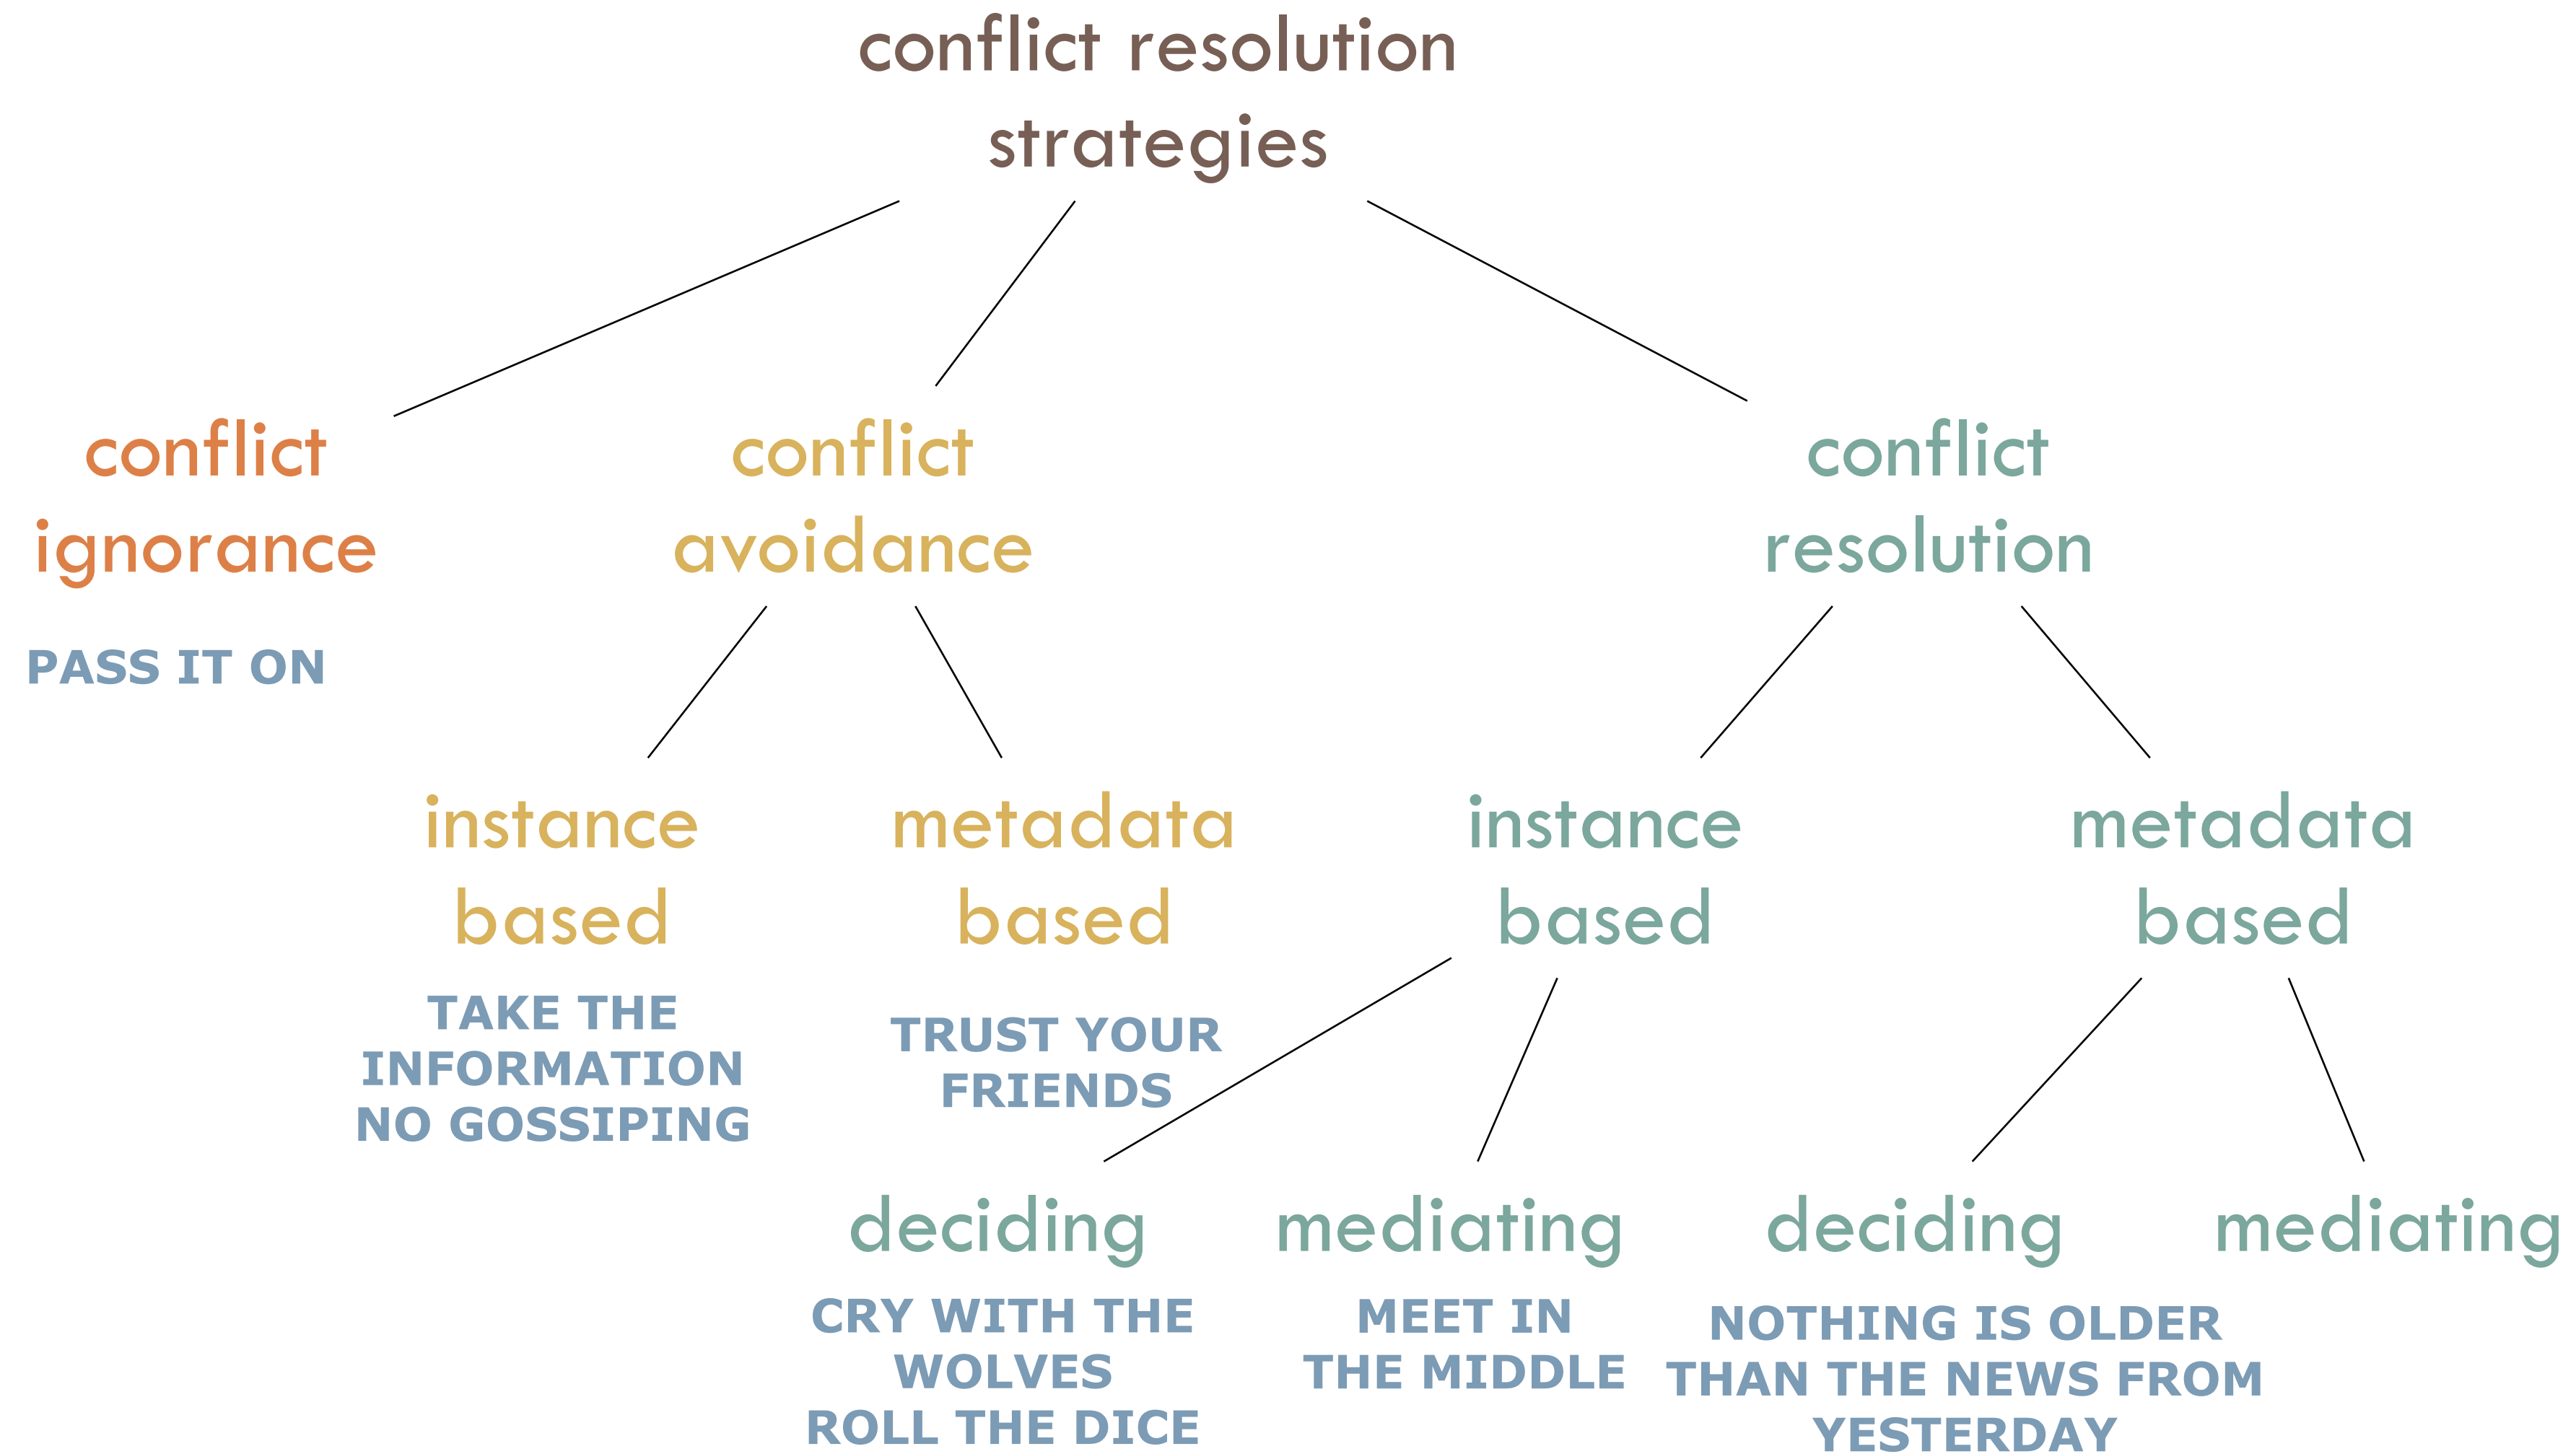 conflict resolution
strategies
conflict
ignorance
PASS IT ON
conflict
avoidance
conflict
resolution
instance
based
TAKE THE
INFORMATION
NO GOSSIPING
metadata
based
TRUST YOUR
FRIENDS
instance
based
metadata
based
deciding
CRY WITH THE
WOLVES
ROLL THE DICE
mediating
MEET IN
THE MIDDLE
deciding
NOTHING IS OLDER
THAN THE NEWS FROM
YESTERDAY
mediating